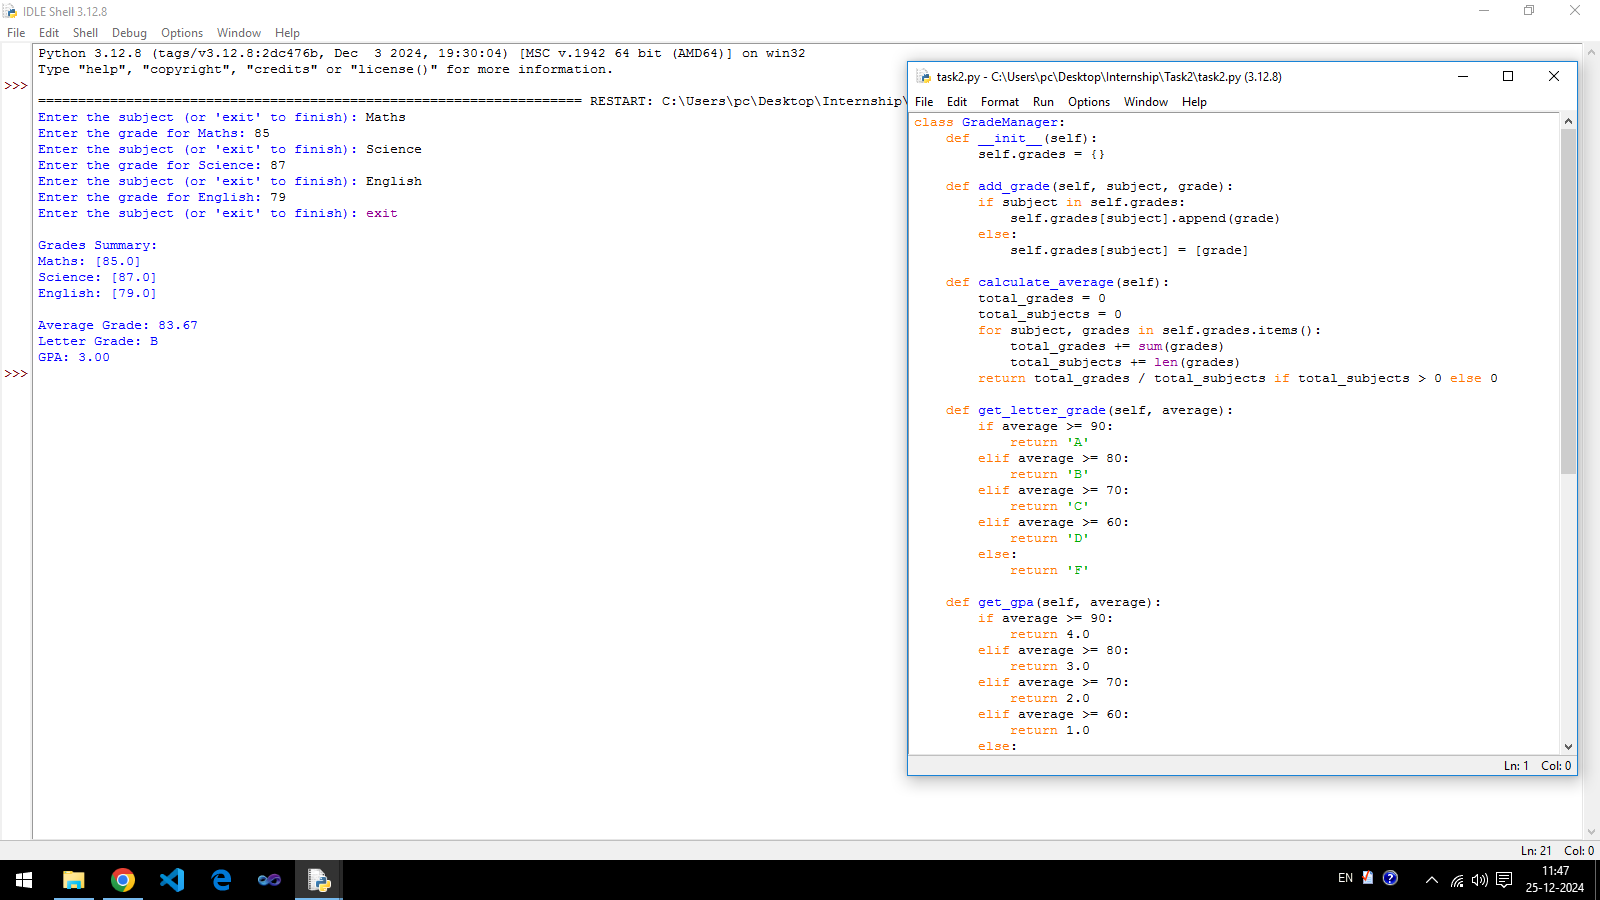 IDLE Shell 3.12.8
File Edit Shell Debug Options Window Help
Python 3.12.8 (tags/v3.12.8:2dc476b, Dec  3 2024, 19:30:04) [MSC v.1942 64 bit (AMD64)] on win32
Type "help", "copyright", "credits" or "license()" for more information.
>>>
==================================================================== RESTART: C:\Users\pc\Desktop\Internship\
Enter the subject (or 'exit' to finish): Maths
Enter the grade for Maths: 85
Enter the subject (or 'exit' to finish): Science
Enter the grade for Science: 87
Enter the subject (or 'exit' to finish): English
Enter the grade for English: 79
Enter the subject (or 'exit' to finish): exit
Grades Summary:
Maths: [85.0]
Science: [87.0]
English: [79.0]
Average Grade: 83.67
Letter Grade: B
GPA: 3.00
>>>
task2.py - C:\Users\pc\Desktop\Internship\Task2\task2.py (3.12.8)
File Edit Format Run Options Window Help
class GradeManager:
    def __init__(self):
        self.grades = {}
    def add_grade(self, subject, grade):
        if subject in self.grades:
            self.grades[subject].append(grade)
        else:
            self.grades[subject] = [grade]
    def calculate_average(self):
        total_grades = 0
        total_subjects = 0
        for subject, grades in self.grades.items():
            total_grades += sum(grades)
            total_subjects += len(grades)
        return total_grades / total_subjects if total_subjects > 0 else 0
    def get_letter_grade(self, average):
        if average >= 90:
            return 'A'
        elif average >= 80:
            return 'B'
        elif average >= 70:
            return 'C'
        elif average >= 60:
            return 'D'
        else:
            return 'F'
    def get_gpa(self, average):
        if average >= 90:
            return 4.0
        elif average >= 80:
            return 3.0
        elif average >= 70:
            return 2.0
        elif average >= 60:
            return 1.0
        else:
Ln: 1 Col: 0
Ln: 21 Col: 0
EN
11:47
25-12-2024